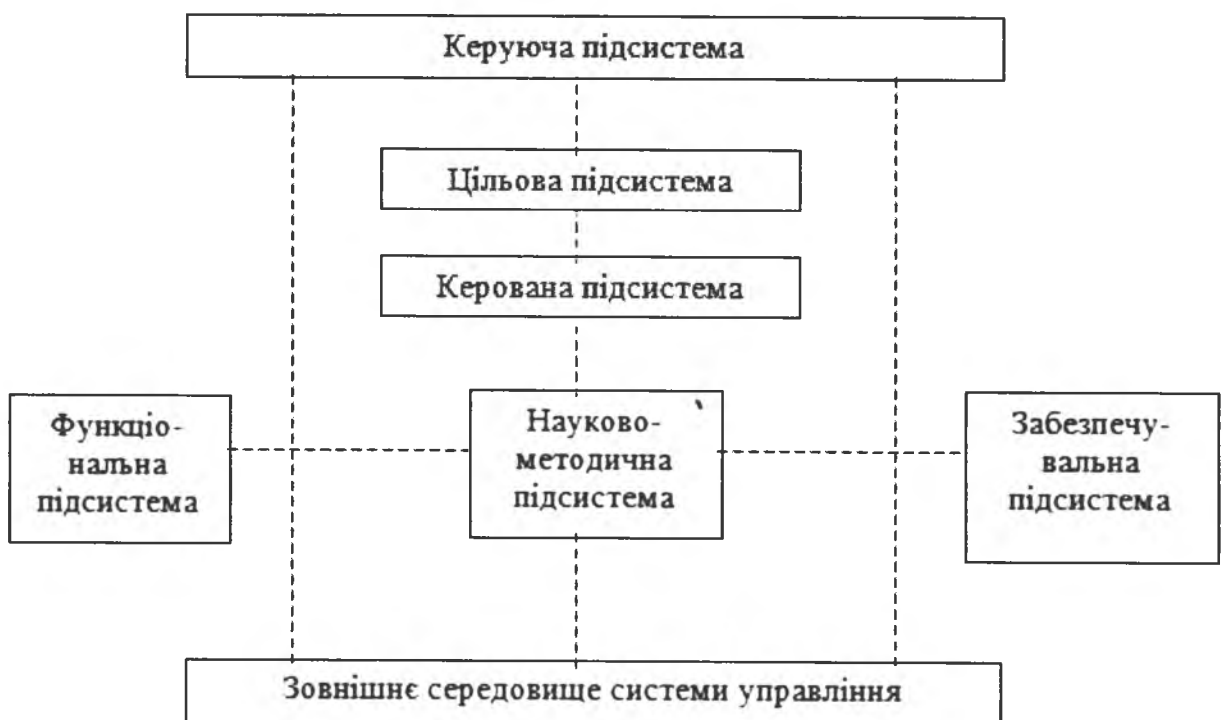 Керуюча підсистема
Цільова підсистема
Керована підсистема
Функціо-
нальна
підсистема
Науково-
методична
підсистема
Забезпечу-
вальна
підсистема
Зовнішнє середовище системи управління